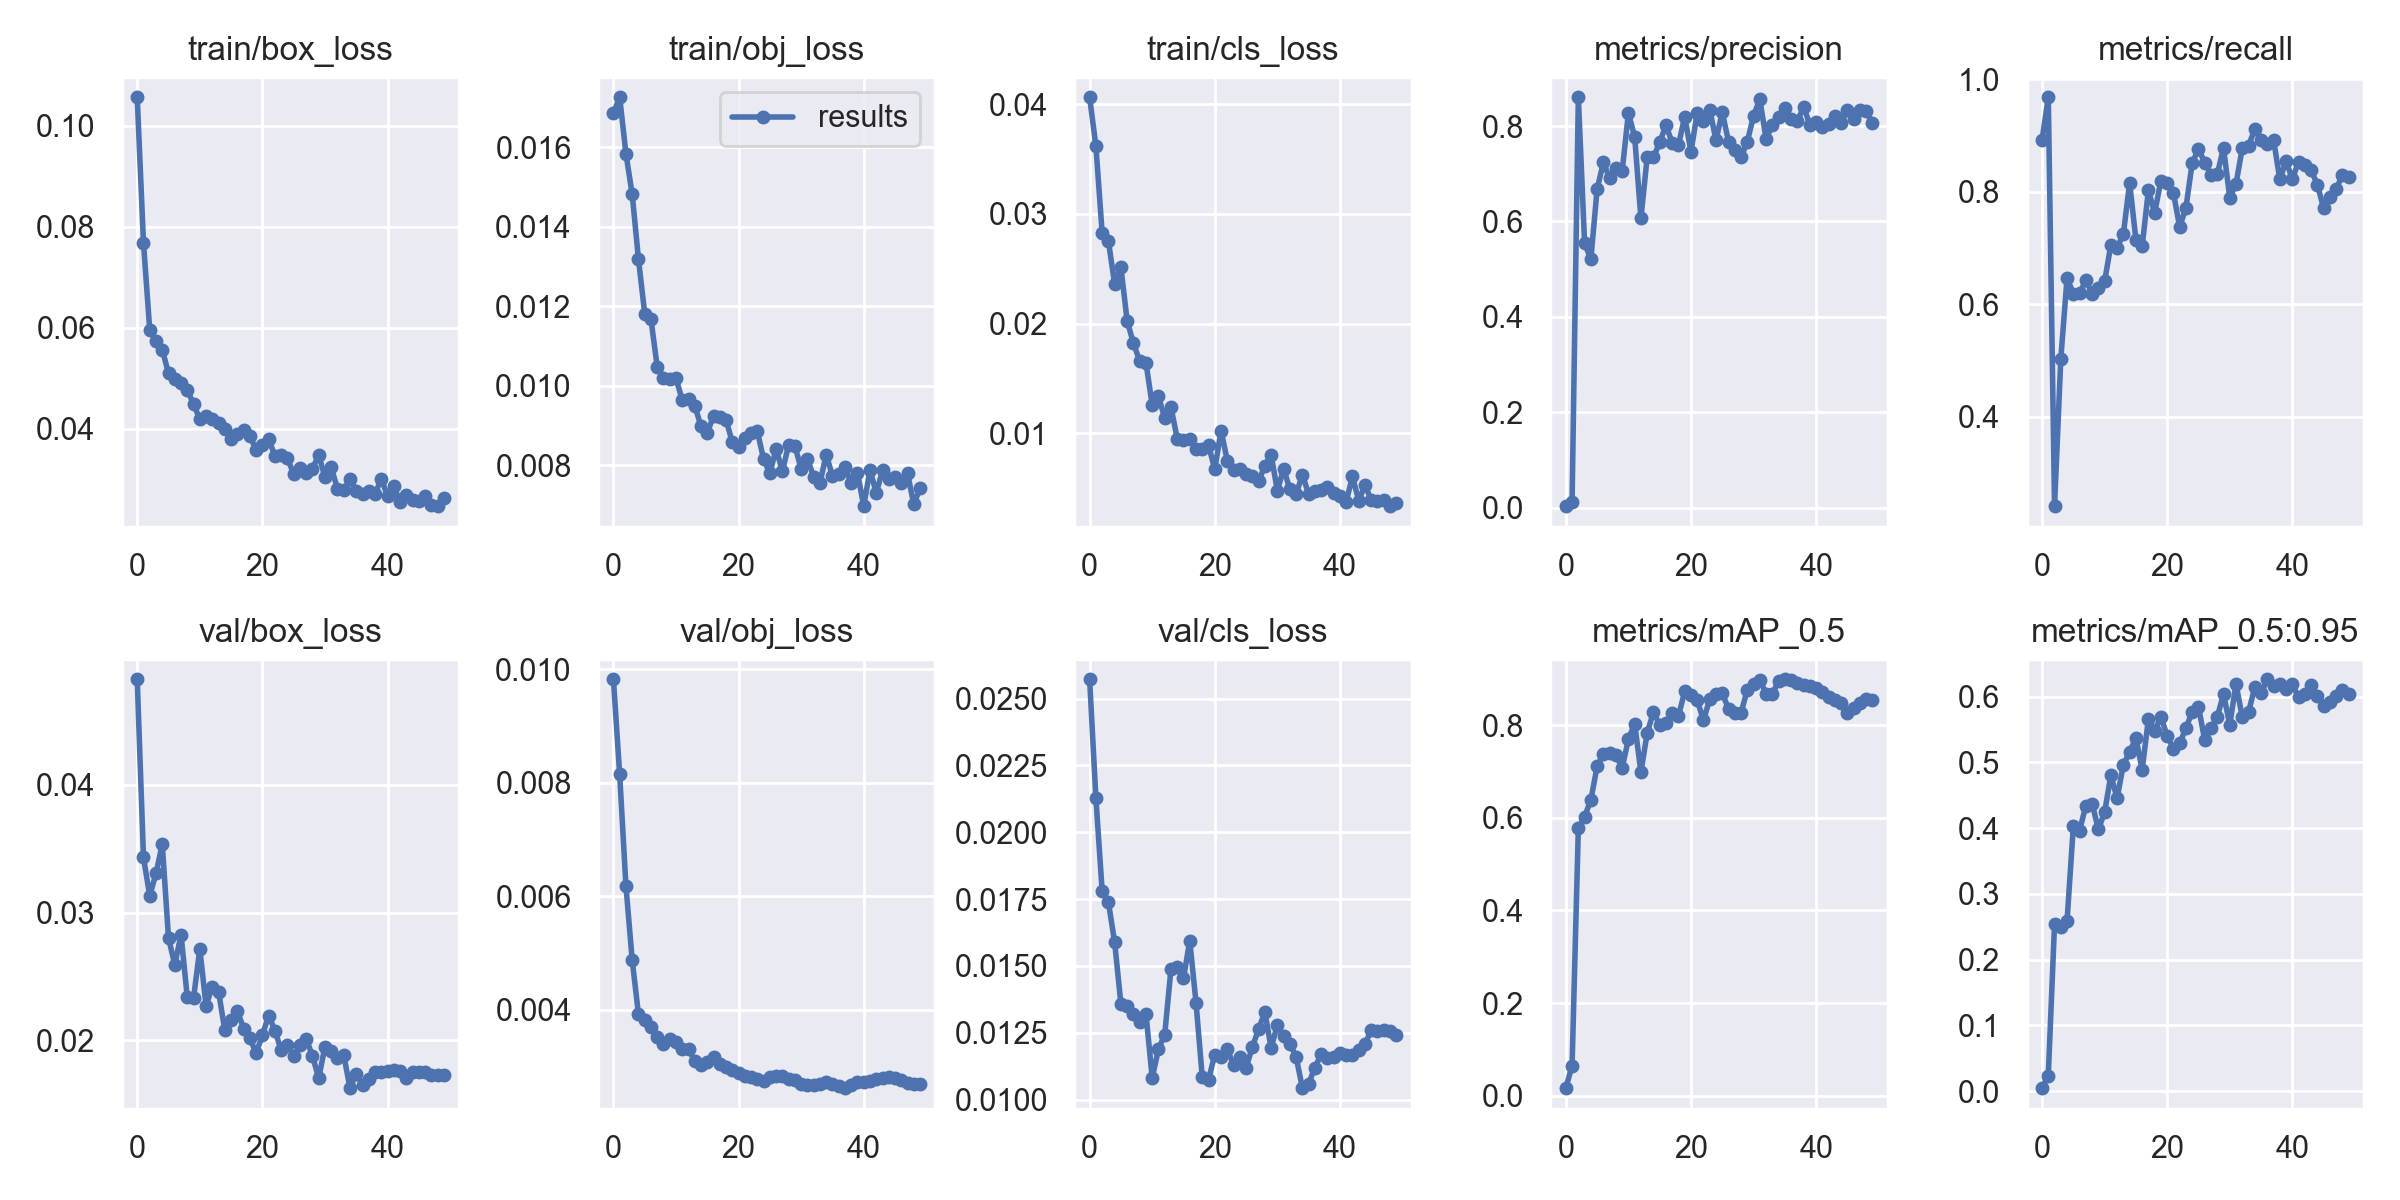 train/box_loss
0.10
0.08
0.06
0.04
0 20 40
train/obj_loss
results
0.016
0.014
0.012
0.010
0.008
0 20 40
train/cls_loss
0.04
0.03
0.02
0.01
0 20 40
metrics/precision
0.8
0.6
0.4
0.2
0.0
0 20 40
metrics/recall
1.0
0.8
0.6
0.4
0 20 40
val/box_loss
0.04
0.03
0.02
0 20 40
val/obj_loss
0.010
0.008
0.006
0.004
0 20 40
val/cls_loss
0.0250
0.0225
0.0200
0.0175
0.0150
0.0125
0.0100
0 20 40
metrics/mAP_0.5
0.8
0.6
0.4
0.2
0.0
0 20 40
metrics/mAP_0.5:0.95
0.6
0.5
0.4
0.3
0.2
0.1
0.0
0 20 40